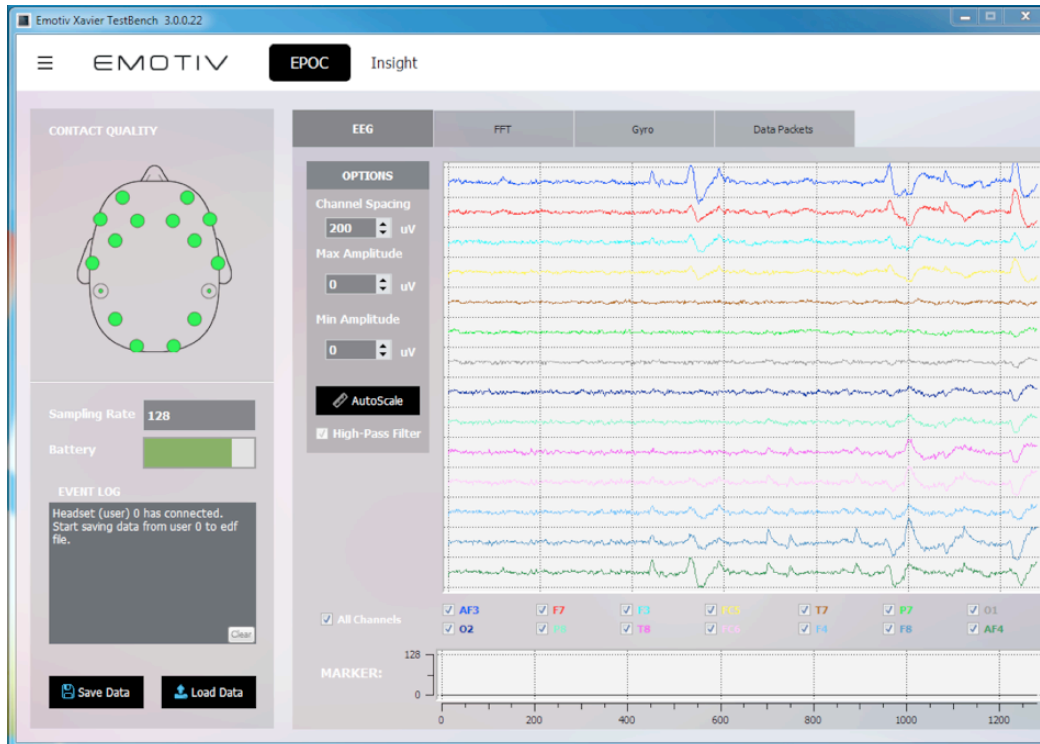 Emotiv Xavier TestBench 3.0.0.22
EMOTIV
EPOC
Insight
CONTACT QUALITY
Sampling Rate 128
Battery
EVENT LOG
Headset (user) 0 has connected.
Start saving data from user 0 to edf
file.
Clear
Save Data
Load Data
EEG
FFT
Gyro
Data Packets
OPTIONS
Channel Spacing
200 uV
Max Amplitude
0 uV
Min Amplitude
0 uV
AutoScale
High-Pass Filter
All Channels
AF3 F7 F3 FC5 T7 P7 O1
O2 P8 T8 FC6 F4 F8 AF4
MARKER:
128
0
0 200 400 600 800 1000 1200